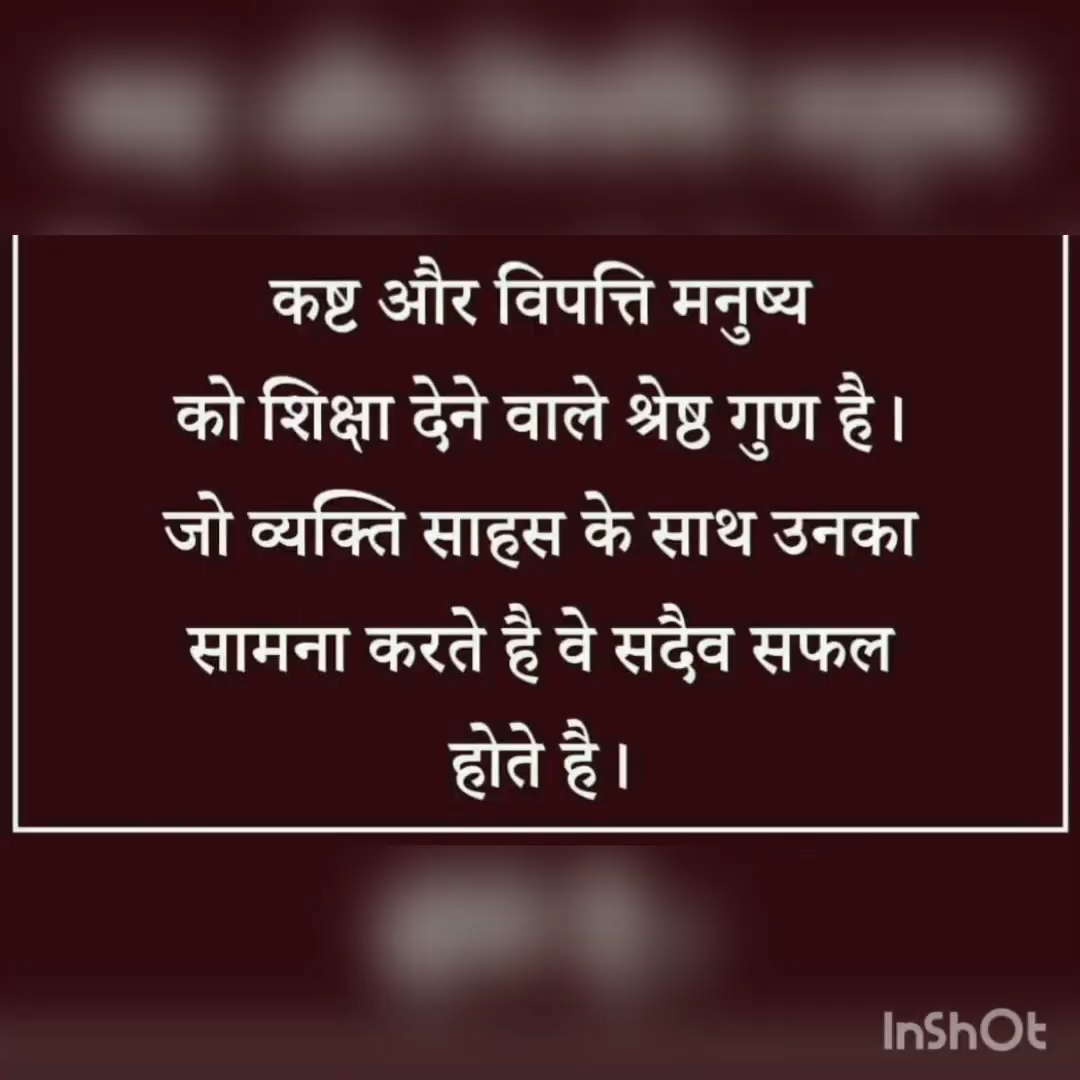 कष्ट और विपत्ति मनुष्य
को शिक्षा देने वाले श्रेष्ठ गुण है।
जो व्यक्ति साहस के साथ उनका
सामना करते है वे सदैव सफल
होते है।
InShOt